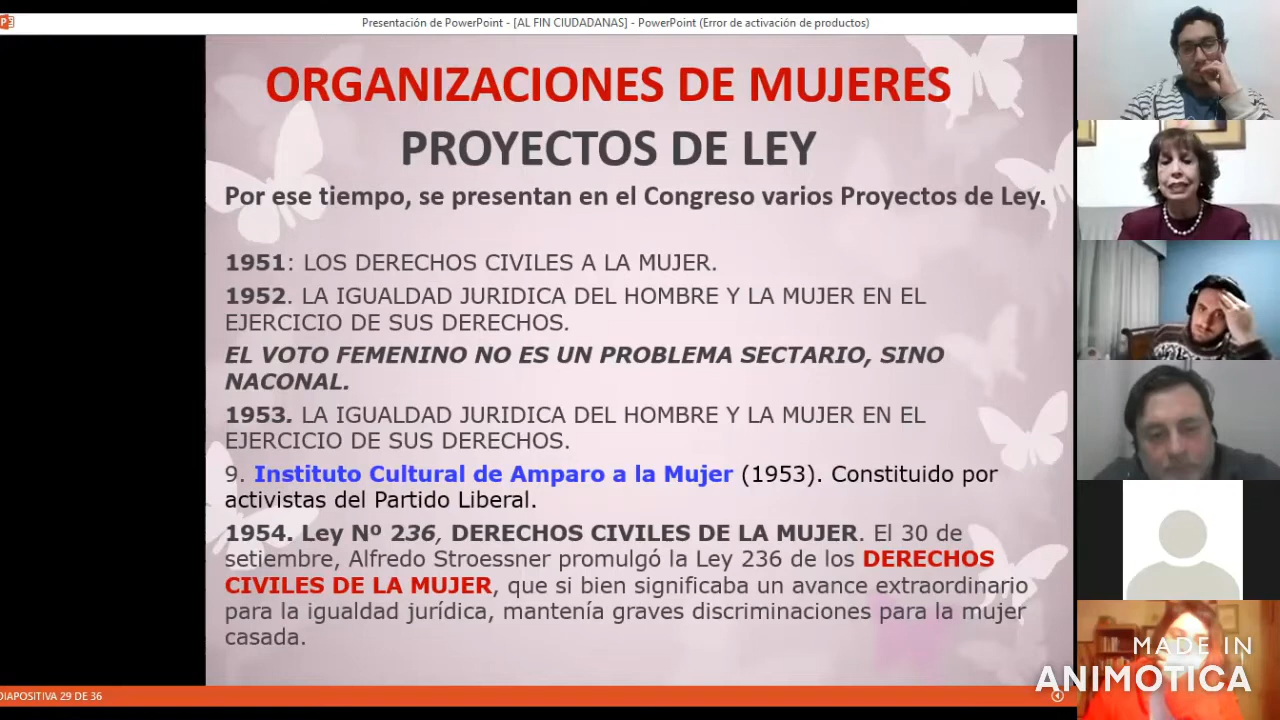 Presentación de PowerPoint - [AL FIN CIUDADANAS] - PowerPoint (Error de activación de productos)
ORGANIZACIONES DE MUJERES
PROYECTOS DE LEY
Por ese tiempo, se presentan en el Congreso varios Proyectos de Ley.
1951: LOS DERECHOS CIVILES A LA MUJER.
1952. LA IGUALDAD JURIDICA DEL HOMBRE Y LA MUJER EN EL
EJERCICIO DE SUS DERECHOS.
EL VOTO FEMENINO NO ES UN PROBLEMA SECTARIO, SINO
NACONAL.
1953. LA IGUALDAD JURIDICA DEL HOMBRE Y LA MUJER EN EL
EJERCICIO DE SUS DERECHOS.
9. Instituto Cultural de Amparo a la Mujer (1953). Constituido por
activistas del Partido Liberal.
1954. Ley Nº 236, DERECHOS CIVILES DE LA MUJER. El 30 de
setiembre, Alfredo Stroessner promulgó la Ley 236 de los DERECHOS
CIVILES DE LA MUJER, que si bien significaba un avance extraordinario
para la igualdad jurídica, mantenía graves discriminaciones para la mujer
casada.
DIAPOSITIVA 29 DE 36
MADE IN
ANIMOTICA